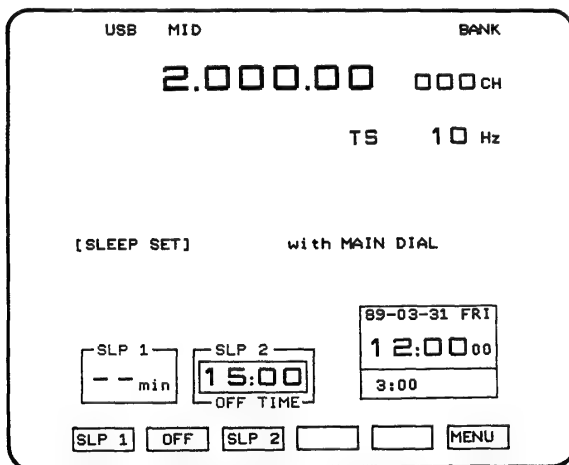 USB MID BANK
2.000.00 000CH
TS 10 Hz
[SLEEP SET] with MAIN DIAL
89-03-31 FRI
SLP 1 SLP 2 12:0000
--min 15:00 3:00
OFF TIME
SLP 1 OFF SLP 2 MENU